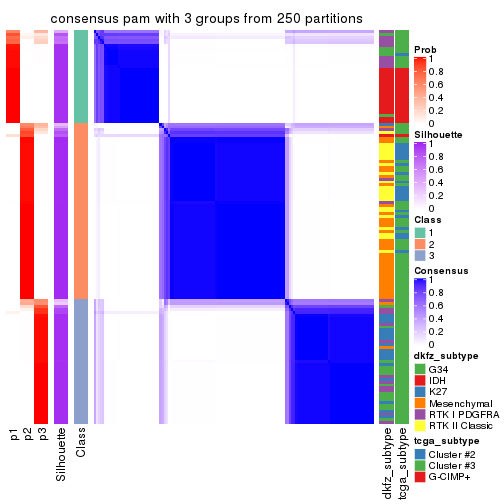 consensus pam with 3 groups from 250 partitions
Prob
1
0.8
0.6
0.4
0.2
0
Silhouette
1
0.8
0.6
0.4
0.2
0
Class
1
2
3
Consensus
1
0.8
0.6
0.4
0.2
0
dkfz_subtype
G34
IDH
K27
Mesenchymal
RTK I PDGFRA
RTK II Classic
tcga_subtype
Cluster #2
Cluster #3
G-CIMP+
p1
p2
p3
Silhouette
Class
dkfz_subtype
tcga_subtype